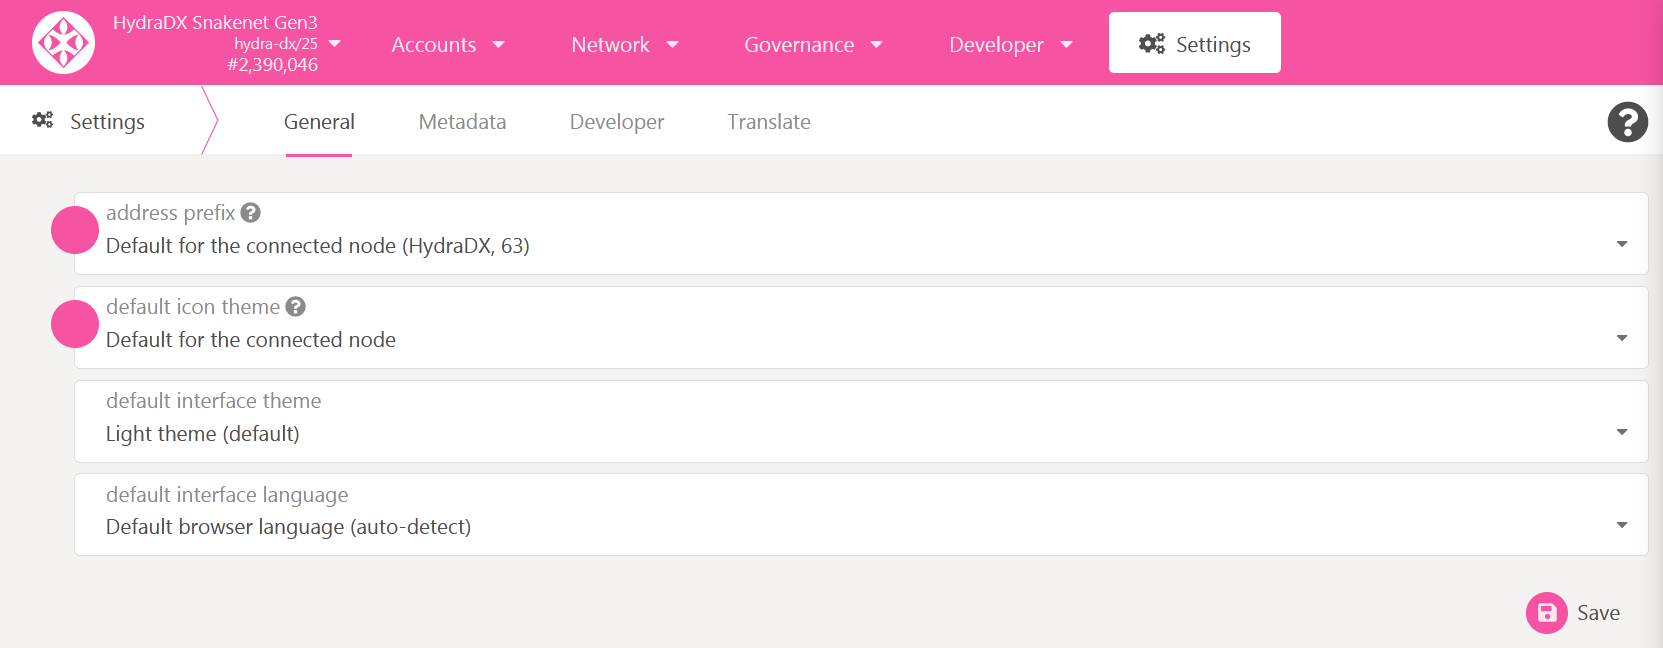 HydraDX Snakenet Gen3
hydra-dx/25
#2,390,046
Accounts
Network
Governance
Developer
Settings
Settings
General
Metadata
Developer
Translate
?
address prefix ?
Default for the connected node (HydraDX, 63)
default icon theme ?
Default for the connected node
default interface theme
Light theme (default)
default interface language
Default browser language (auto-detect)
Save